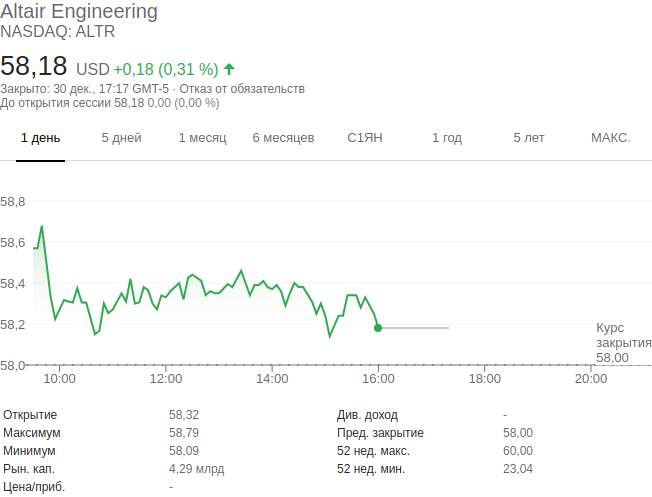 Altair Engineering
NASDAQ: ALTR
58,18 USD +0,18 (0,31 %)
Закрыто: 30 дек., 17:17 GMT-5 · Отказ от обязательств
До открытия сессии 58,18 0,00 (0,00 %)
1 день 5 дней 1 месяц 6 месяцев С1ЯН 1 год 5 лет МАКС.
58,8
58,6
58,4
58,2
Курс
закрытия
58,00
58,0
10:00 12:00 14:00 16:00 18:00 20:00
Открытие 58,32 Див. доход -
Максимум 58,79 Пред. закрытие 58,00
Минимум 58,09 52 нед. макс. 60,00
Рын. кап. 4,29 млрд 52 нед. мин. 23,04
Цена/приб. -